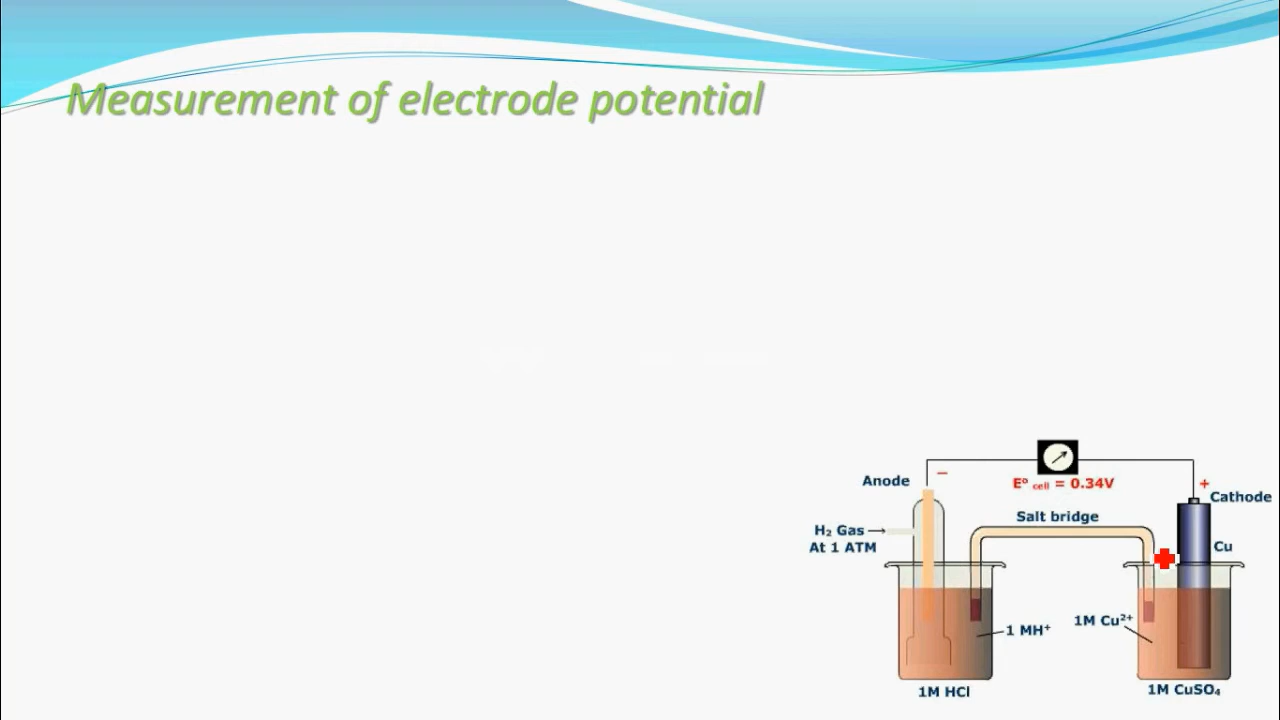 Measurement of electrode potential
Anode
−
E° cell = 0.34V
+
Cathode
H₂ Gas →
At 1 ATM
Salt bridge
Cu
1 MH⁺
1M Cu²⁺
1M HCl
1M CuSO₄